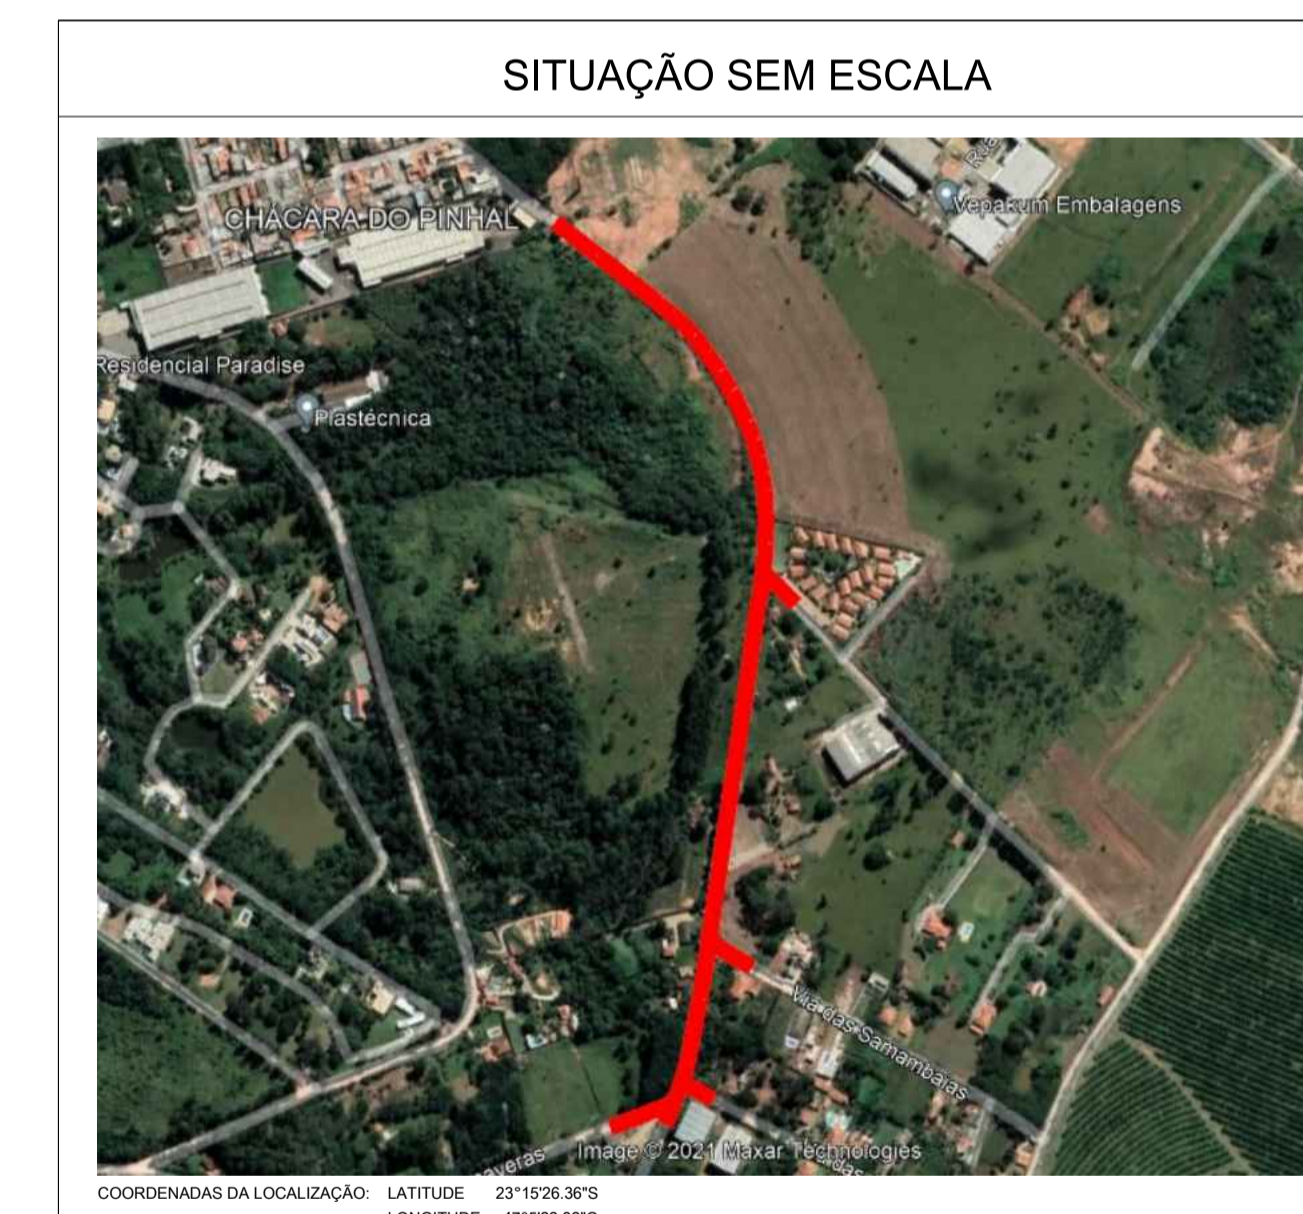 SITUAÇÃO SEM ESCALA
Rua
CHÁCARA DO PINHAL
Vepakum Embalagens
Residencial Paradise
Plastécnica
Via das Samambaias
Image © 2021 Maxar Technologies
COORDENADAS DA LOCALIZAÇÃO: LATITUDE 23°15'26.36"S